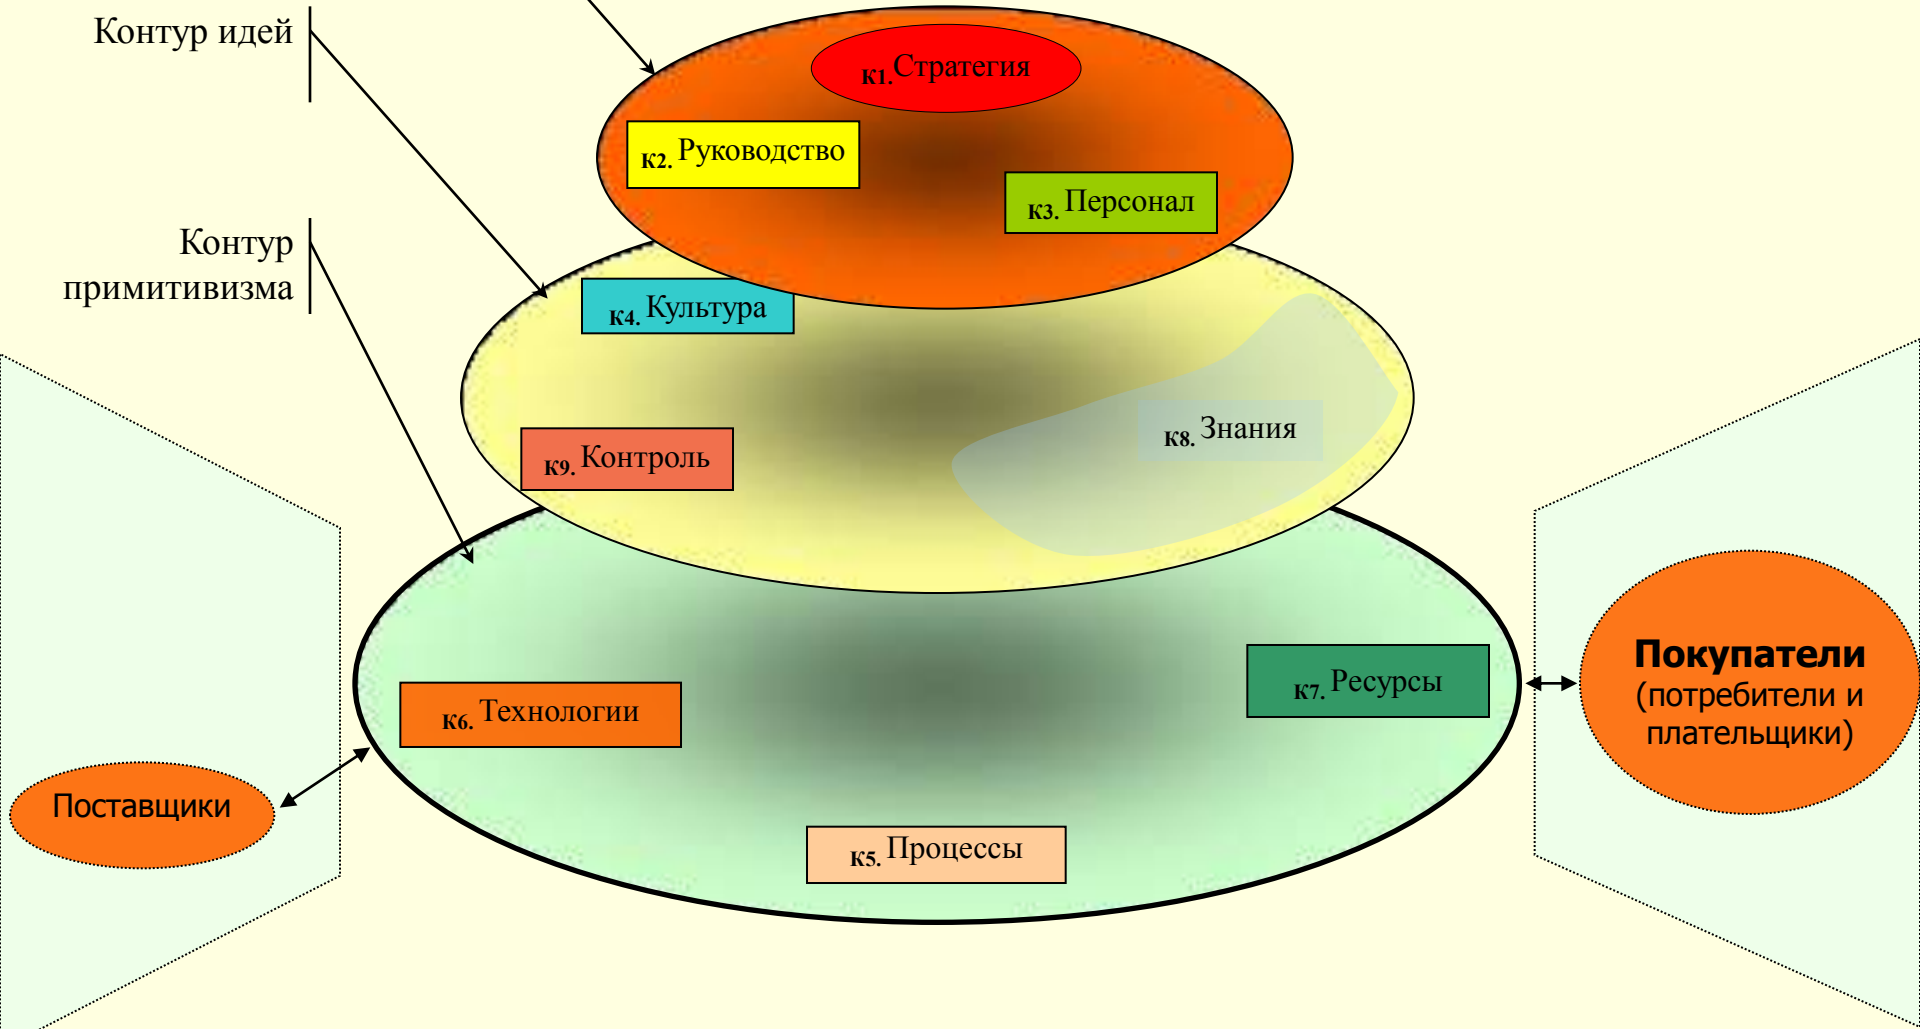 Контур идей
к1.Стратегия
к2. Руководство
к3. Персонал
Контур
примитивизма
к4. Культура
к8. Знания
к9. Контроль
Покупатели
(потребители и
плательщики)
к7. Ресурсы
к6. Технологии
Поставщики
к5. Процессы